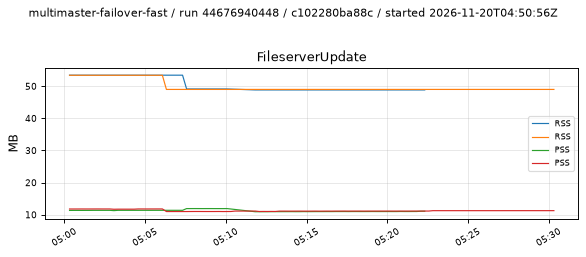 multimaster-failover-fast / run 44676940448 / c102280ba88c / started 2026-11-20T04:50:56Z
FileserverUpdate
MB
50
40
30
20
10
RSS
RSS
PSS
PSS
05:00
05:05
05:10
05:15
05:20
05:25
05:30